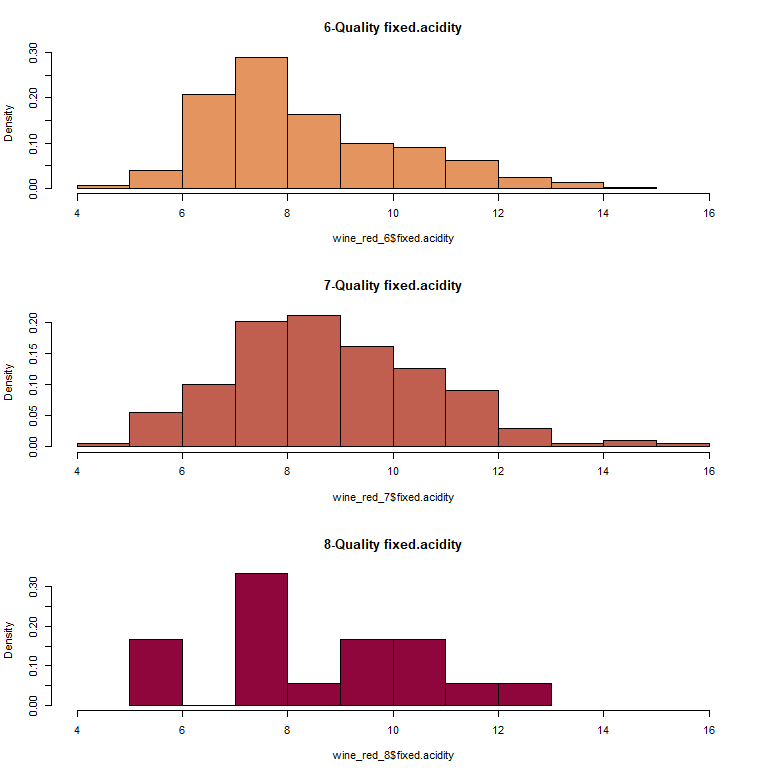 6-Quality fixed.acidity
Density
0.00 0.10 0.20 0.30
4 6 8 10 12 14 16
wine_red_6$fixed.acidity
7-Quality fixed.acidity
Density
0.00 0.05 0.10 0.15 0.20
4 6 8 10 12 14 16
wine_red_7$fixed.acidity
8-Quality fixed.acidity
Density
0.00 0.10 0.20 0.30
4 6 8 10 12 14 16
wine_red_8$fixed.acidity